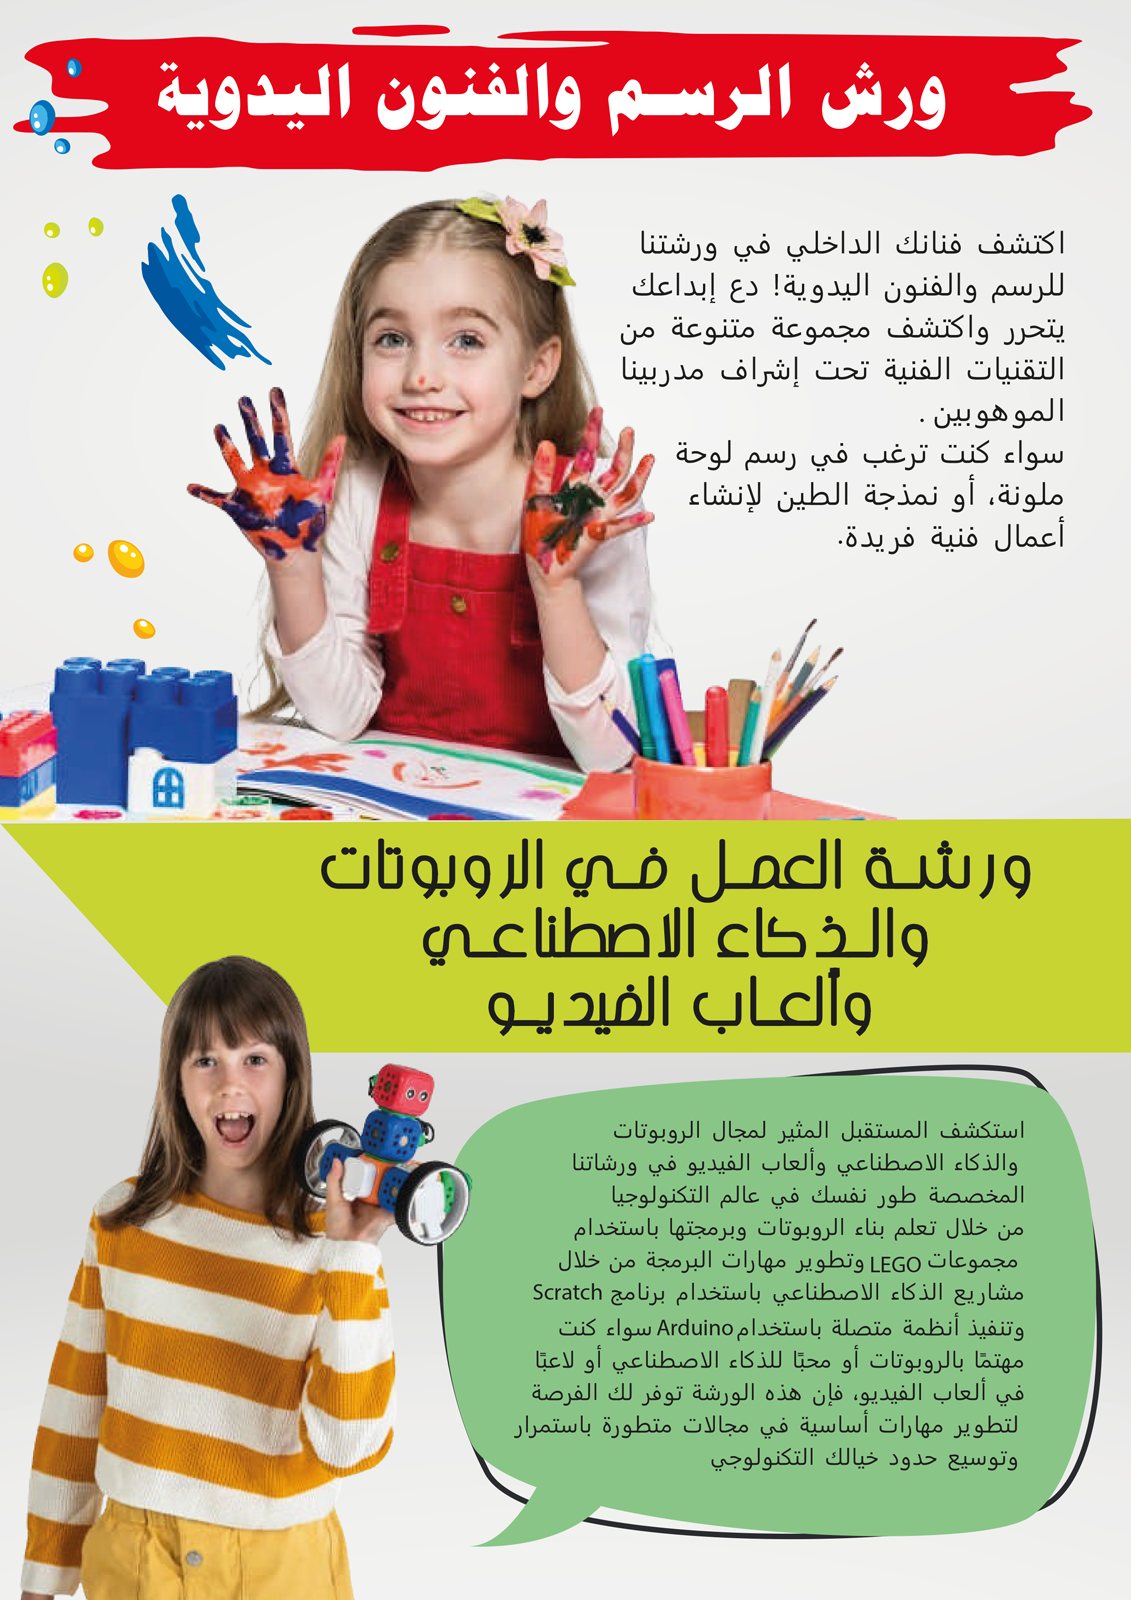 ورش الرسم والفنون اليدوية
اكتشف فنانك الداخلي في ورشتنا
للرسم والفنون اليدوية! دع إبداعك
يتحرر واكتشف مجموعة متنوعة من
التقنيات الفنية تحت إشراف مدربينا
الموهوبين .
سواء كنت ترغب في رسم لوحة
ملونة، أو نمذجة الطين لإنشاء
أعمال فنية فريدة.
ورشة العمل في الروبوتات
والذكاء الاصطناعي
وألعاب الفيديو
استكشف المستقبل المثير لمجال الروبوتات
والذكاء الاصطناعي وألعاب الفيديو في ورشاتنا
المخصصة طور نفسك في عالم التكنولوجيا
من خلال تعلم بناء الروبوتات وبرمجتها باستخدام
مجموعات LEGO وتطوير مهارات البرمجة من خلال
مشاريع الذكاء الاصطناعي باستخدام برنامج Scratch
وتنفيذ أنظمة متصلة باستخدام Arduino سواء كنت
مهتمًا بالروبوتات أو محبًا للذكاء الاصطناعي أو لاعبًا
في ألعاب الفيديو، فإن هذه الورشة توفر لك الفرصة
لتطوير مهارات أساسية في مجالات متطورة باستمرار
وتوسيع حدود خيالك التكنولوجي